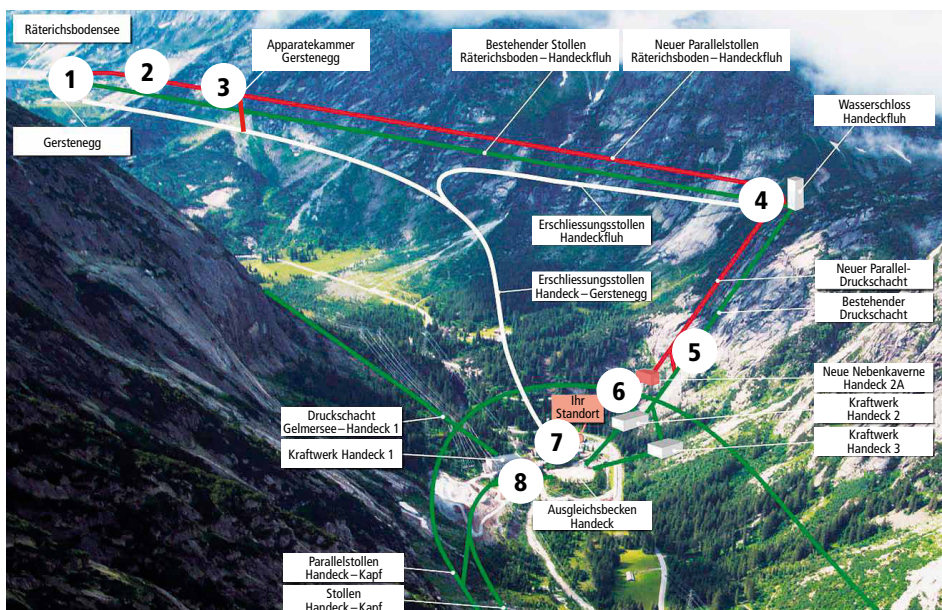 Räterichsbodensee
Apparatekammer
Gerstenegg
Bestehender Stollen
Räterichsboden – Handeckfluh
Neuer Parallelstollen
Räterichsboden – Handeckfluh
1
2
3
Wasserschloss
Handeckfluh
Gerstenegg
4
Erschliessungsstollen
Handeckfluh
Erschliessungsstollen
Handeck – Gerstenegg
Neuer Parallel-
Druckschacht
Bestehender
Druckschacht
5
Neue Nebenkaverne
Handeck 2A
6
Ihr
Standort
Kraftwerk
Handeck 2
Druckschacht
Gelmersee – Handeck 1
Kraftwerk Handeck 1
7
Kraftwerk
Handeck 3
8
Ausgleichsbecken
Handeck
Parallelstollen
Handeck – Kapf
Stollen
Handeck – Kapf